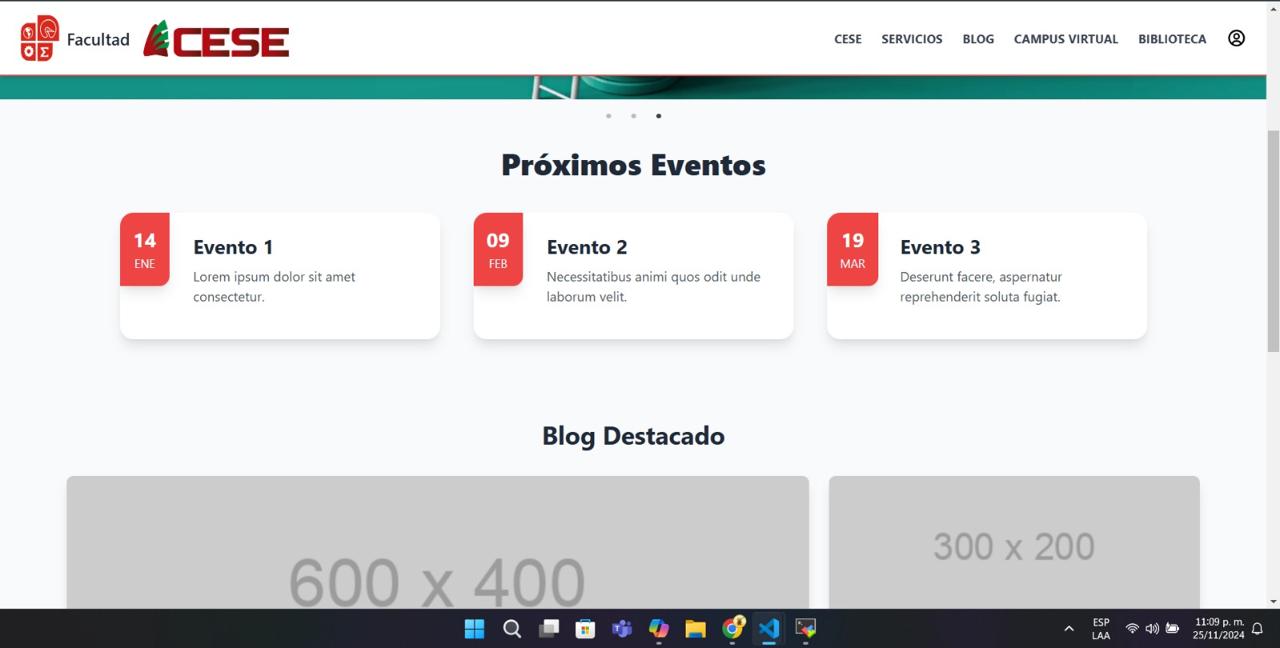 Facultad
CESE
CESE
SERVICIOS
BLOG
CAMPUS VIRTUAL
BIBLIOTECA
Próximos Eventos
14
ENE
Evento 1
Lorem ipsum dolor sit amet
consectetur.
09
FEB
Evento 2
Necessitatibus animi quos odit unde
laborum velit.
19
MAR
Evento 3
Deserunt facere, aspernatur
reprehenderit soluta fugiat.
Blog Destacado
600 x 400
300 x 200
ESP
LAA
11:09 p. m.
25/11/2024